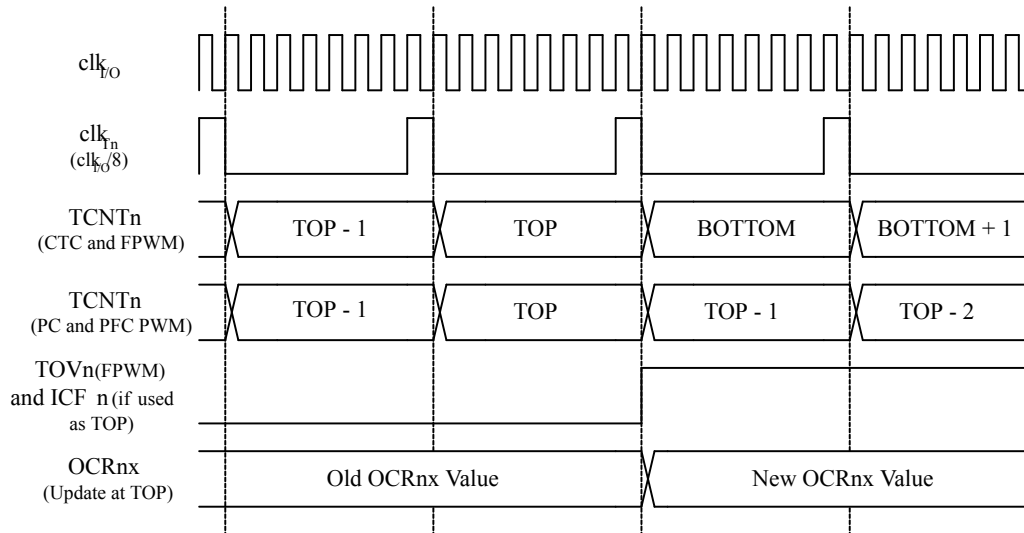 clkI/O
clkTn
(clkI/O/8)
TCNTn
(CTC and FPWM)
TOP - 1
TOP
BOTTOM
BOTTOM + 1
TCNTn
(PC and PFC PWM)
TOP - 1
TOP
TOP - 1
TOP - 2
TOVn(FPWM)
and ICF n(if used
as TOP)
OCRnx
(Update at TOP)
Old OCRnx Value
New OCRnx Value